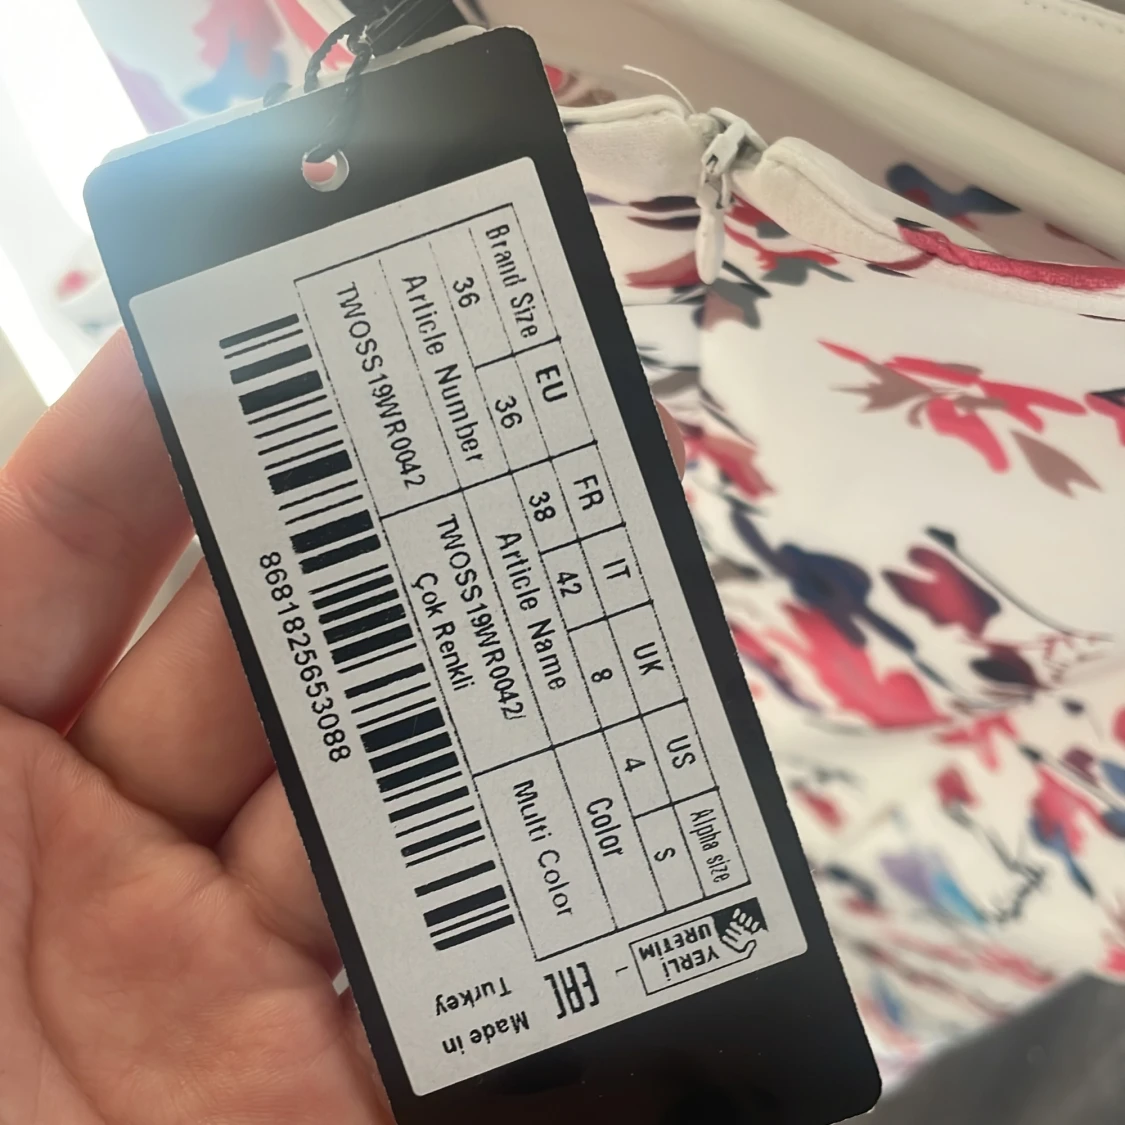 Brand Size EU FR IT UK US Alpha size
36 36 38 42 8 4 S
Article Number Article Name Color
TWOSS19WR0042 TWOSS19WR0042/ Multi Color
Çok Renkli
8681825653088
YERLİ
ÜRETİM
EAC
Made in
Turkey